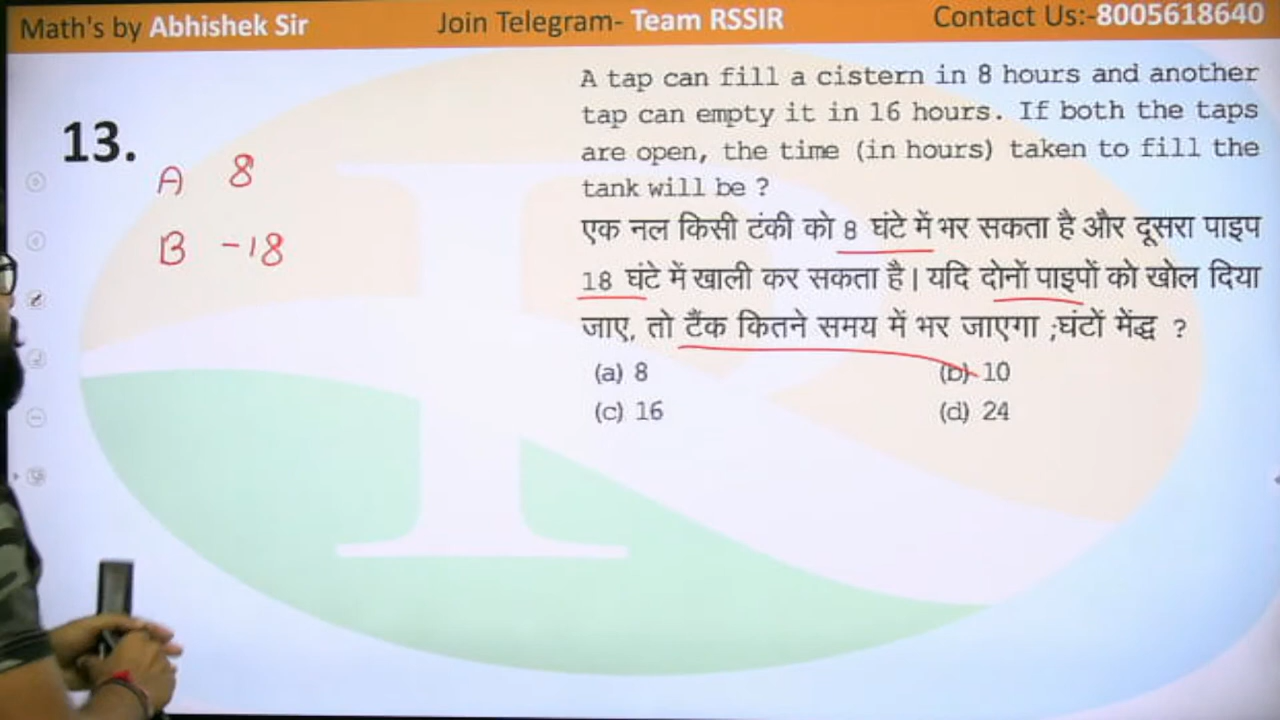 Math's by Abhishek Sir Join Telegram- Team RSSIR Contact Us:-8005618640
13.
A 8
B -18
A tap can fill a cistern in 8 hours and another
tap can empty it in 16 hours. If both the taps
are open, the time (in hours) taken to fill the
tank will be ?
एक नल किसी टंकी को 8 घंटे में भर सकता है और दूसरा पाइप
18 घंटे में खाली कर सकता है। यदि दोनों पाइपों को खोल दिया
जाए, तो टैंक कितने समय में भर जाएगा ;घंटों मेंद्ध ?
(a) 8 (b) 10
(c) 16 (d) 24